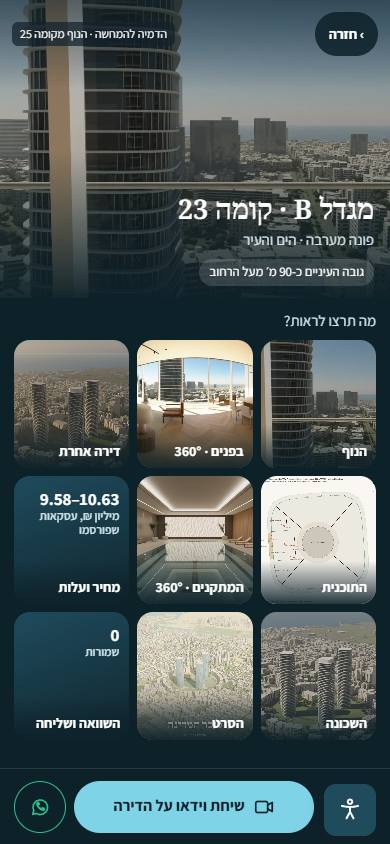 ‹ חזרה
הדמיה להמחשה · הנוף מקומה 25
מגדל B · קומה 23
פונה מערבה · הים והעיר
גובה העיניים כ-90 מ׳ מעל הרחוב
מה תרצו לראות?
הנוף
בפנים · 360°
דירה אחרת
התוכנית
המתקנים · 360°
9.58–10.63
מיליון ₪, עסקאות
שפורסמו
מחיר ועלות
השכונה
הסרט
0
שמורות
השוואה ושליחה
שיחת וידאו על הדירה